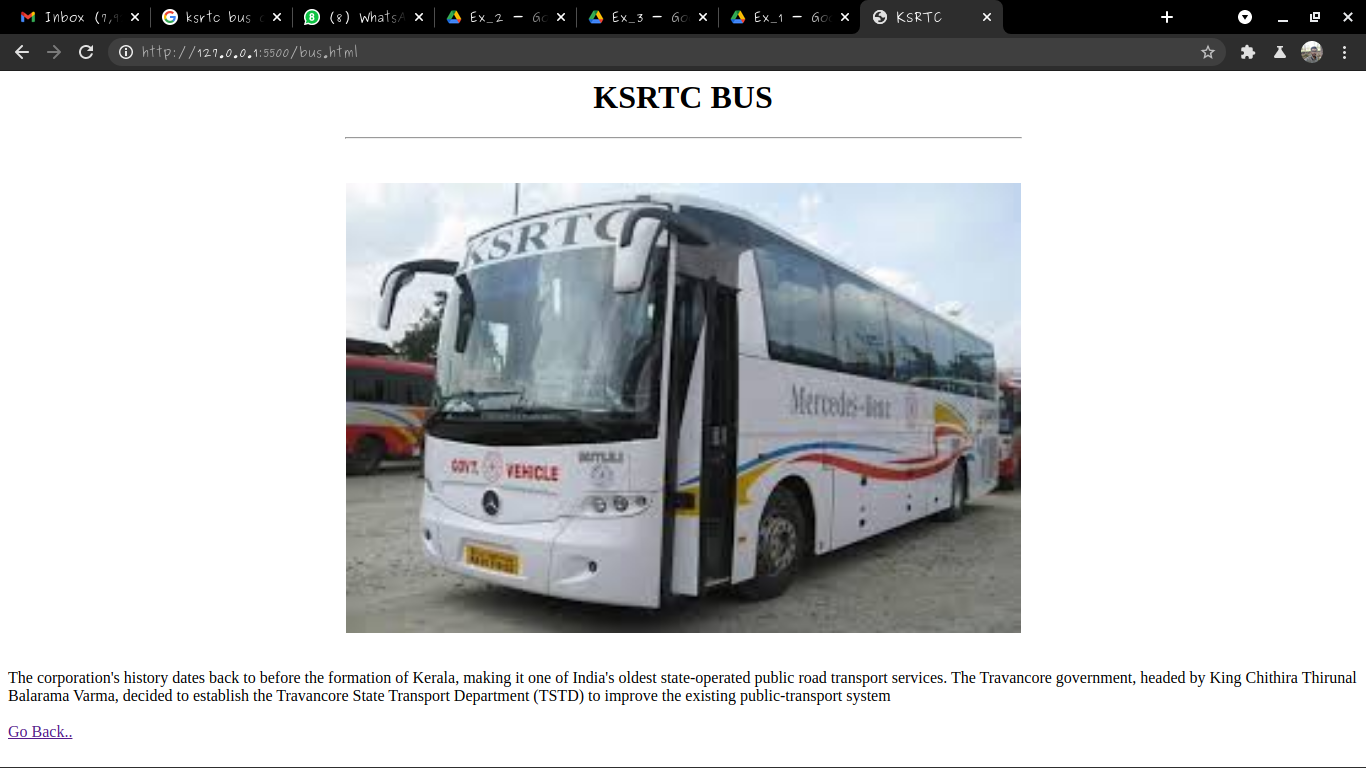 Inbox (7,9
ksrtc bus
(8) WhatsA
Ex_2 — Go
Ex_3 — Go
Ex_1 — Goo
KSRTC
http://127.0.0.1:5500/bus.html
KSRTC BUS
KSRTC
Mercedes-Benz
GOVT. VEHICLE
The corporation's history dates back to before the formation of Kerala, making it one of India's oldest state-operated public road transport services. The Travancore government, headed by King Chithira Thirunal
Balarama Varma, decided to establish the Travancore State Transport Department (TSTD) to improve the existing public-transport system
Go Back..